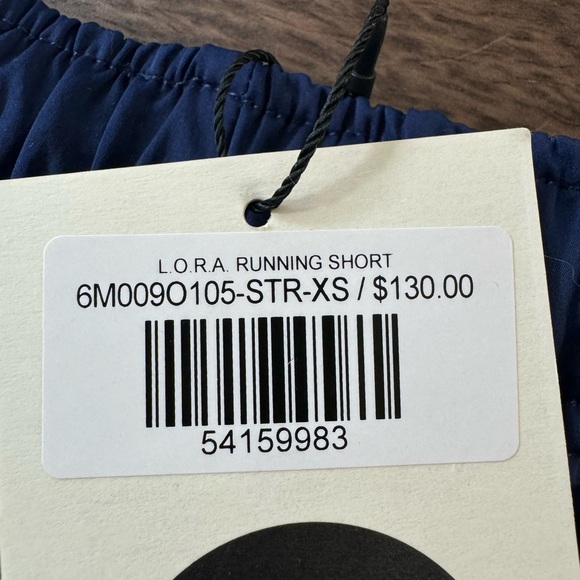 L.O.R.A. RUNNING SHORT
6M009O105-STR-XS / $130.00
54159983